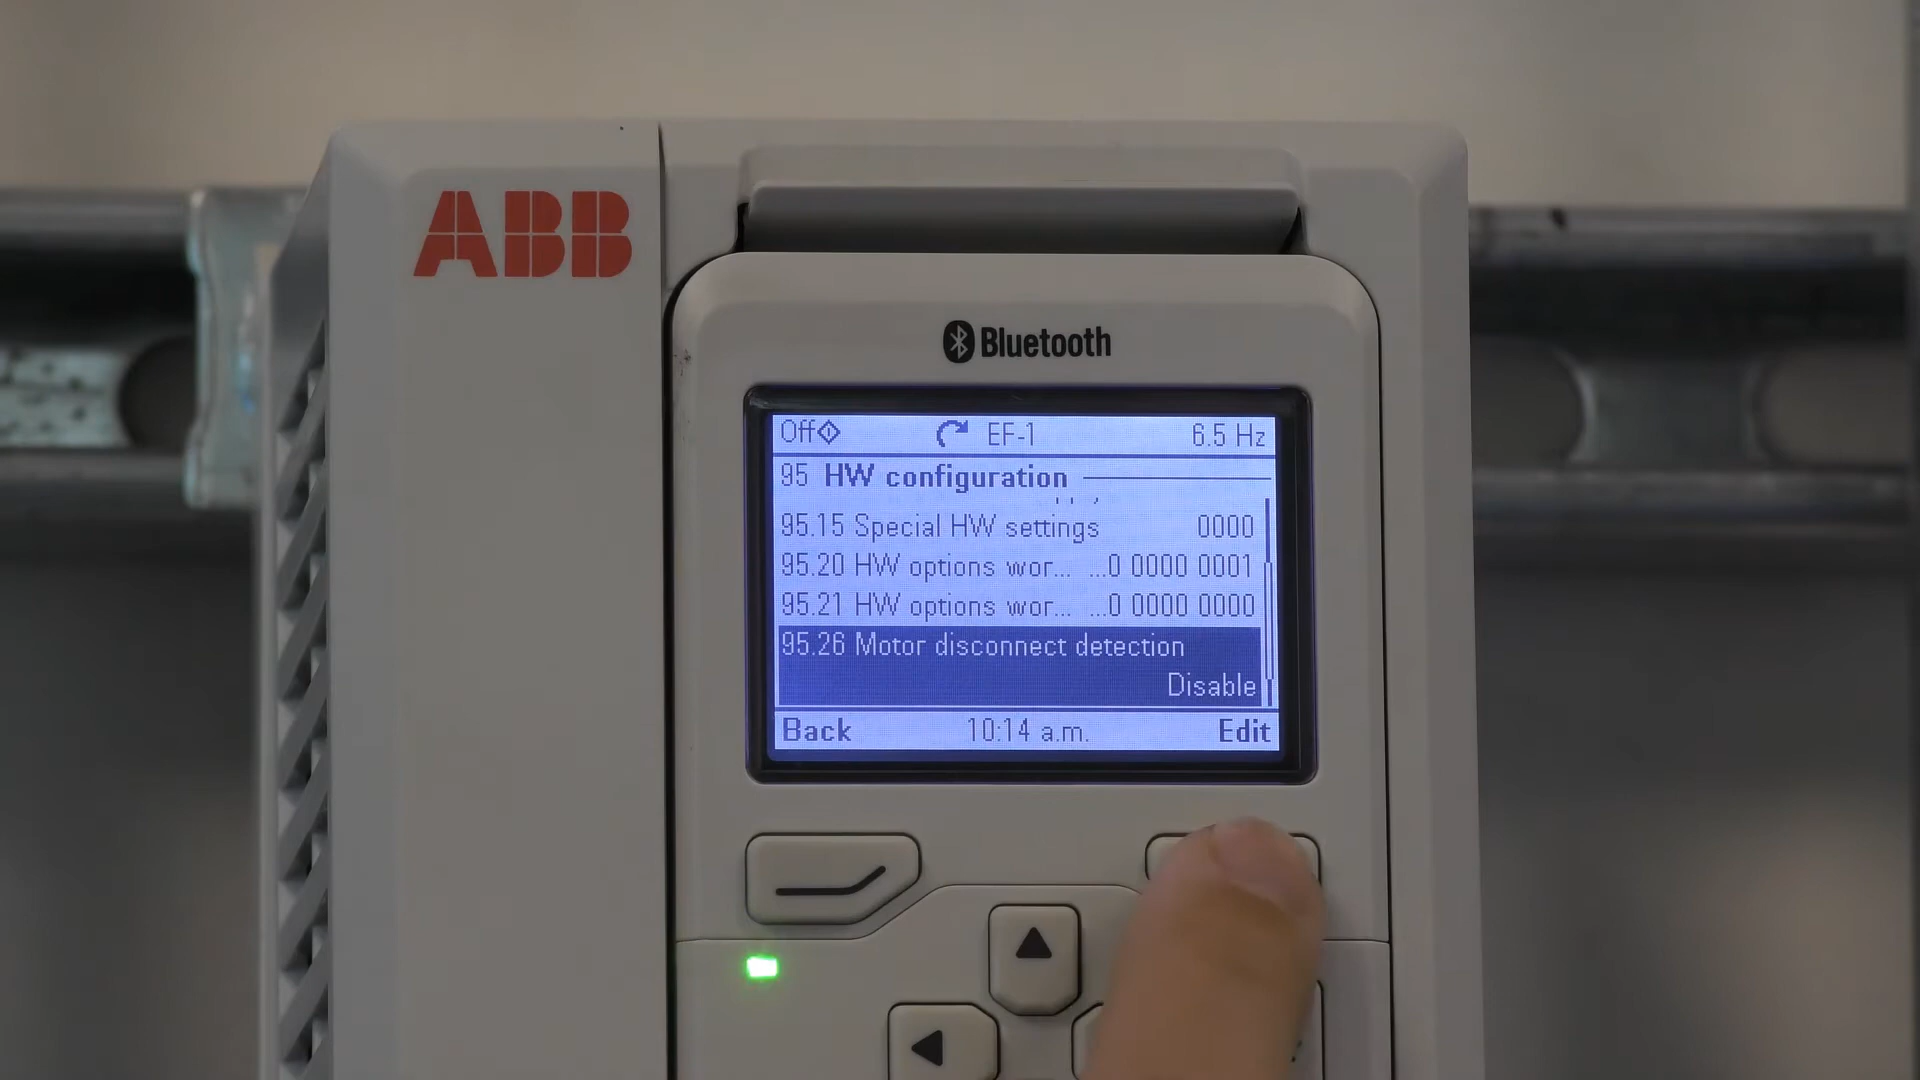 ABB
Bluetooth
Off EF-1 6.5 Hz
95 HW configuration
95.15 Special HW settings 0000
95.20 HW options wor... ...0 0000 0001
95.21 HW options wor... ...0 0000 0000
95.26 Motor disconnect detection
Disable
Back 10:14 a.m. Edit